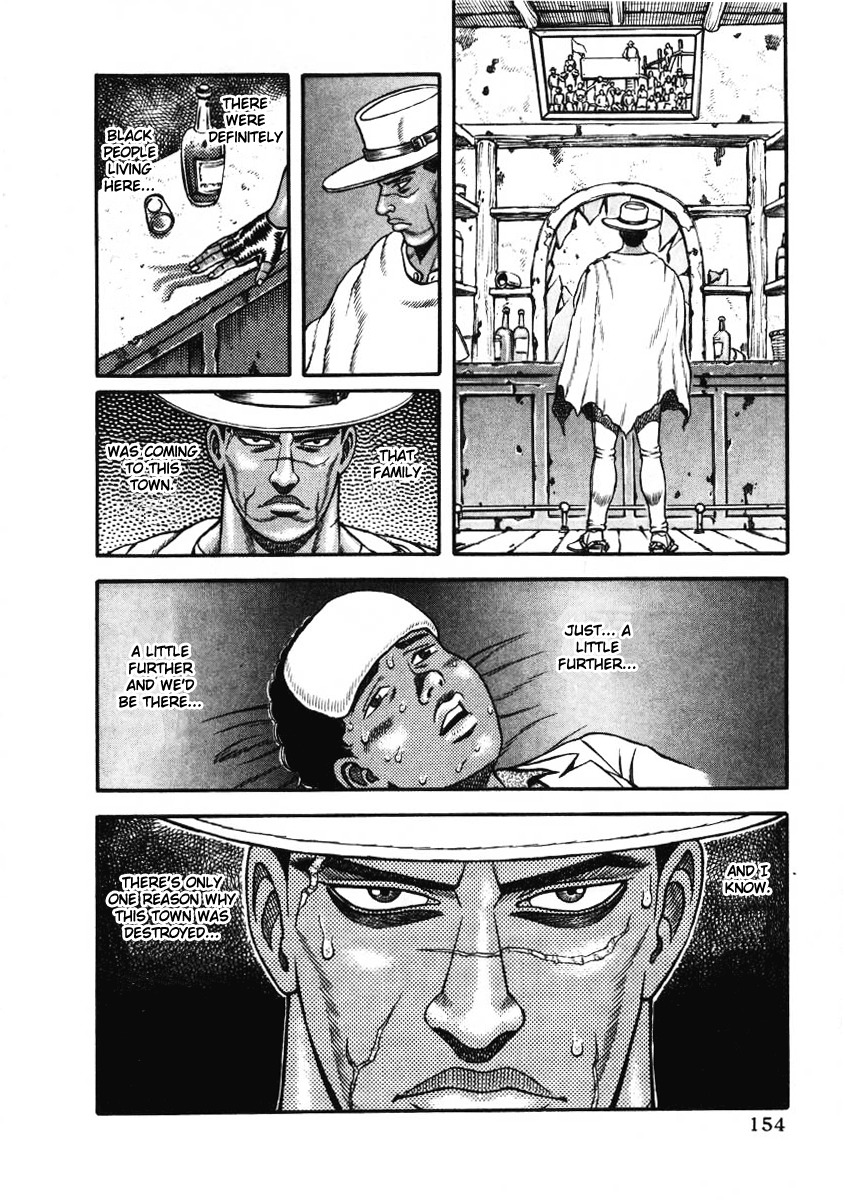 THERE
WERE
DEFINITELY
BLACK
PEOPLE
LIVING
HERE...
THAT
FAMILY
WAS COMING
TO THIS
TOWN.
JUST... A
LITTLE
FURTHER...
A LITTLE
FURTHER
AND WE'D
BE THERE...
AND I
KNOW.
THERE'S ONLY
ONE REASON WHY
THIS TOWN WAS
DESTROYED...
154